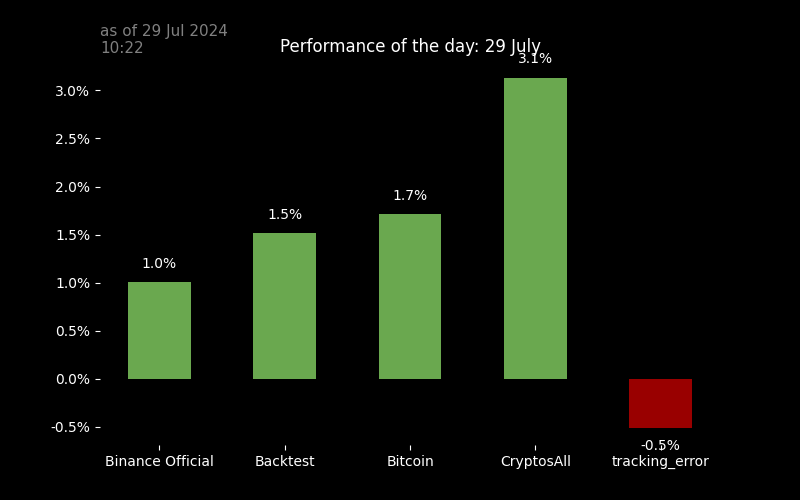 as of 29 Jul 2024
10:22
Performance of the day: 29 July
3.1%
3.0%
2.5%
2.0%
1.7%
1.5%
1.5%
1.0%
1.0%
0.5%
0.0%
-0.5%
-0.5%
Binance Official
Backtest
Bitcoin
CryptosAll
tracking_error